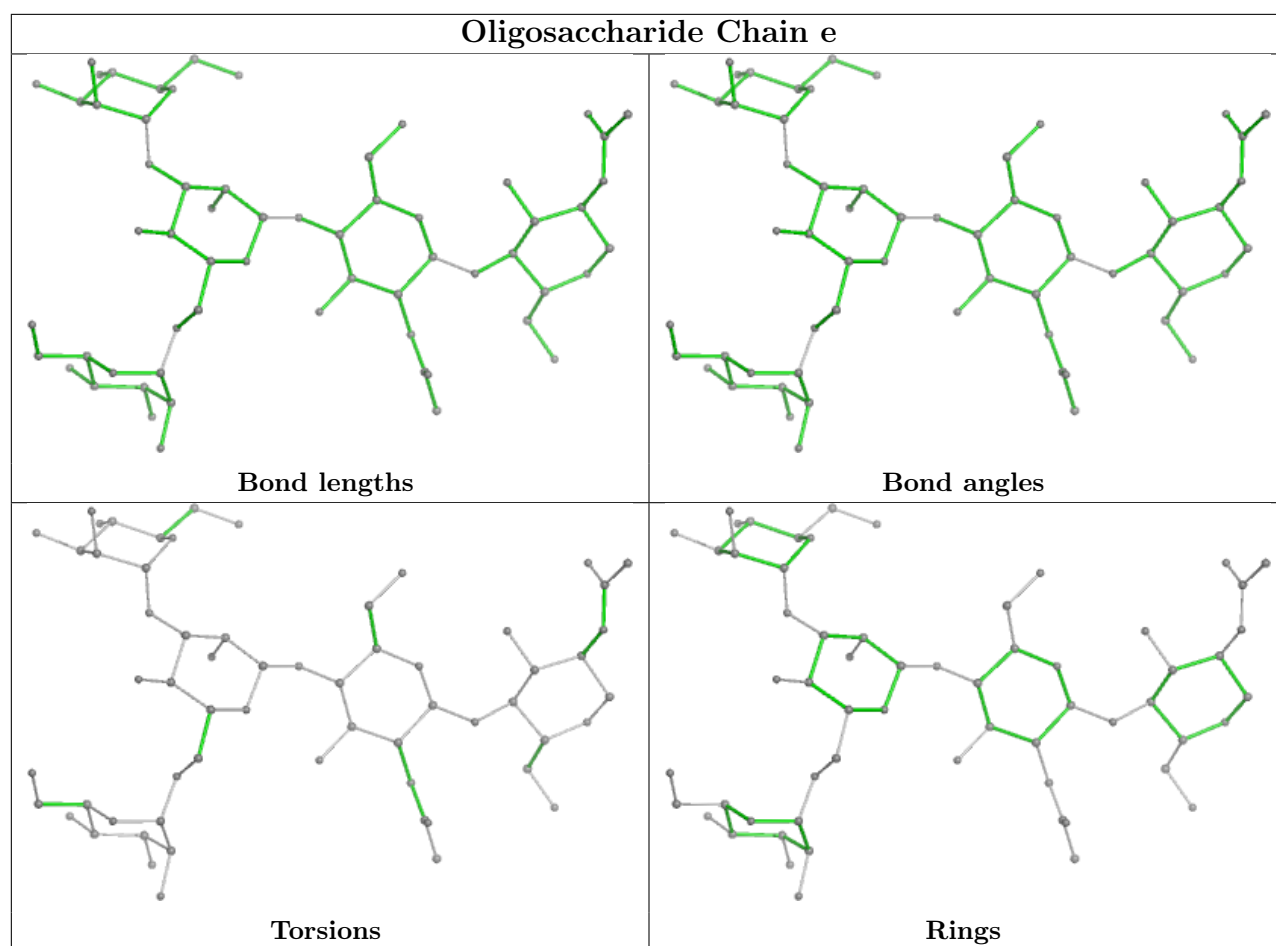 Oligosaccharide Chain e
Bond lengths
Bond angles
Torsions
Rings